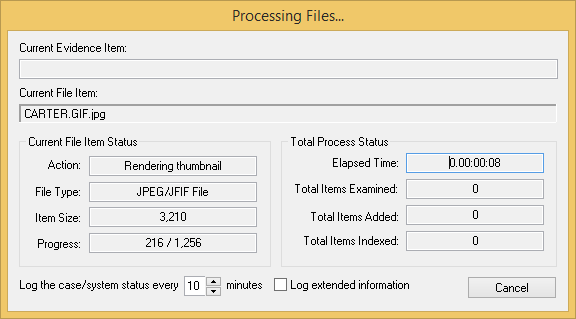 Processing Files...
Current Evidence Item:
Current File Item:
CARTER.GIF.jpg
Current File Item Status
Action: Rendering thumbnail
File Type: JPEG/JFIF File
Item Size: 3,210
Progress: 216 / 1,256
Total Process Status
Elapsed Time: 0.00:00:08
Total Items Examined: 0
Total Items Added: 0
Total Items Indexed: 0
Log the case/system status every 10 minutes Log extended information Cancel